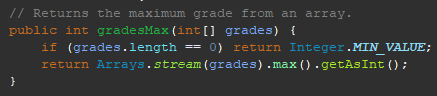 // Returns the maximum grade from an array.
public int gradesMax(int[] grades) {
    if (grades.length == 0) return Integer.MIN_VALUE;
    return Arrays.stream(grades).max().getAsInt();
}